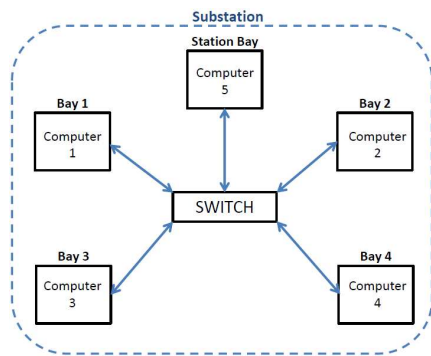 Substation
Station Bay
Computer
5
Bay 1
Computer
1
Bay 2
Computer
2
SWITCH
Bay 3
Computer
3
Bay 4
Computer
4